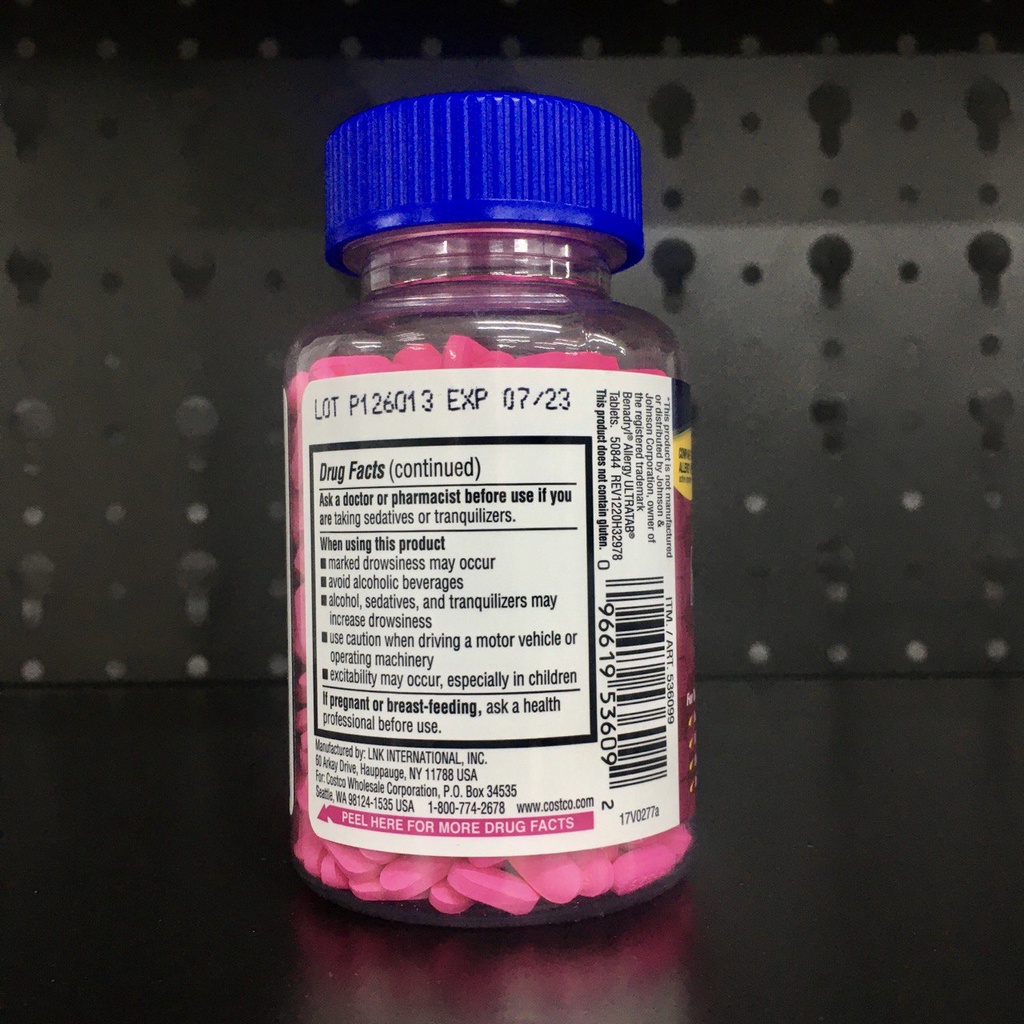 LOT P126013 EXP 07/23
Drug Facts (continued)
Ask a doctor or pharmacist before use if you
are taking sedatives or tranquilizers.
When using this product
■ marked drowsiness may occur
■ avoid alcoholic beverages
■ alcohol, sedatives, and tranquilizers may
increase drowsiness
■ use caution when driving a motor vehicle or
operating machinery
■ excitability may occur, especially in children
If pregnant or breast-feeding, ask a health
professional before use.
Manufactured by: LNK INTERNATIONAL, INC.
60 Arkay Drive, Hauppauge, NY 11788 USA
For: Costco Wholesale Corporation, P.O. Box 34535
Seattle, WA 98124-1535 USA 1-800-774-2678 www.costco.com
PEEL HERE FOR MORE DRUG FACTS
*This product is not manufactured
or distributed by Johnson &
Johnson Corporation, owner of
the registered trademark
Benadryl® Allergy ULTRATAB®
Tablets. 50844 REV1220H32978
This product does not contain gluten.
ITM. / ART. 536099
0 96619 53609 2
17V0277a